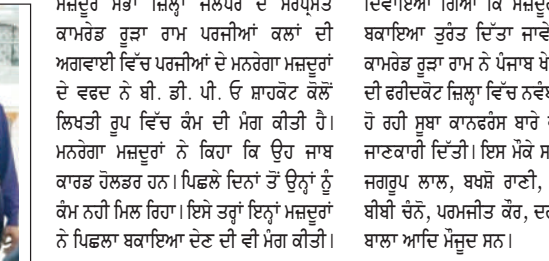 ਮਜ਼ਦੂਰ ਸਭਾ ਜ਼ਿਲ੍ਹਾ ਜਲੰਧਰ ਦੇ ਸਰਪ੍ਰਸਤ
ਕਾਮਰੇਡ ਰੂੜਾ ਰਾਮ ਪਰਜੀਆਂ ਕਲਾਂ ਦੀ
ਅਗਵਾਈ ਵਿੱਚ ਪਰਜੀਆਂ ਦੇ ਮਨਰੇਗਾ ਮਜ਼ਦੂਰਾਂ
ਦੇ ਵਫਦ ਨੇ ਬੀ. ਡੀ. ਪੀ. ਓ ਸ਼ਾਹਕੋਟ ਕੋਲੋਂ
ਲਿਖਤੀ ਰੂਪ ਵਿੱਚ ਕੰਮ ਦੀ ਮੰਗ ਕੀਤੀ ਹੈ।
ਮਨਰੇਗਾ ਮਜ਼ਦੂਰਾਂ ਨੇ ਕਿਹਾ ਕਿ ਉਹ ਜਾਬ
ਕਾਰਡ ਹੋਲਡਰ ਹਨ।ਪਿਛਲੇ ਦਿਨਾਂ ਤੋਂ ਉਨ੍ਹਾਂ ਨੂੰ
ਕੰਮ ਨਹੀ ਮਿਲ ਰਿਹਾ।ਇਸੇ ਤਰ੍ਹਾਂ ਇਨ੍ਹਾਂ ਮਜ਼ਦੂਰਾਂ
ਨੇ ਪਿਛਲਾ ਬਕਾਇਆ ਦੇਣ ਦੀ ਵੀ ਮੰਗ ਕੀਤੀ।
ਦਿਵਾਇਆ ਗਿਆ ਕਿ
ਬਕਾਇਆ ਤੁਰੰਤ ਦਿੱਤਾ ਜਾਵੇ
ਕਾਮਰੇਡ ਰੂੜਾ ਰਾਮ ਨੇ ਪੰਜਾਬ
ਦੀ ਫਰੀਦਕੋਟ ਜ਼ਿਲ੍ਹਾ ਵਿੱਚ
ਹੋ ਰਹੀ ਸੂਬਾ ਕਾਨਫਰੰਸ ਬਾਰੇ
ਜਾਣਕਾਰੀ ਦਿੱਤੀ।ਇਸ ਮੌਕੇ
ਜਗਰੂਪ ਲਾਲ, ਬਖਸ਼ੋ ਰਾਣੀ,
ਬੀਬੀ ਚੰਨੋ, ਪਰਮਜੀਤ ਕੌਰ,
ਬਾਲਾ ਆਦਿ ਮੌਜੂਦ ਸਨ।